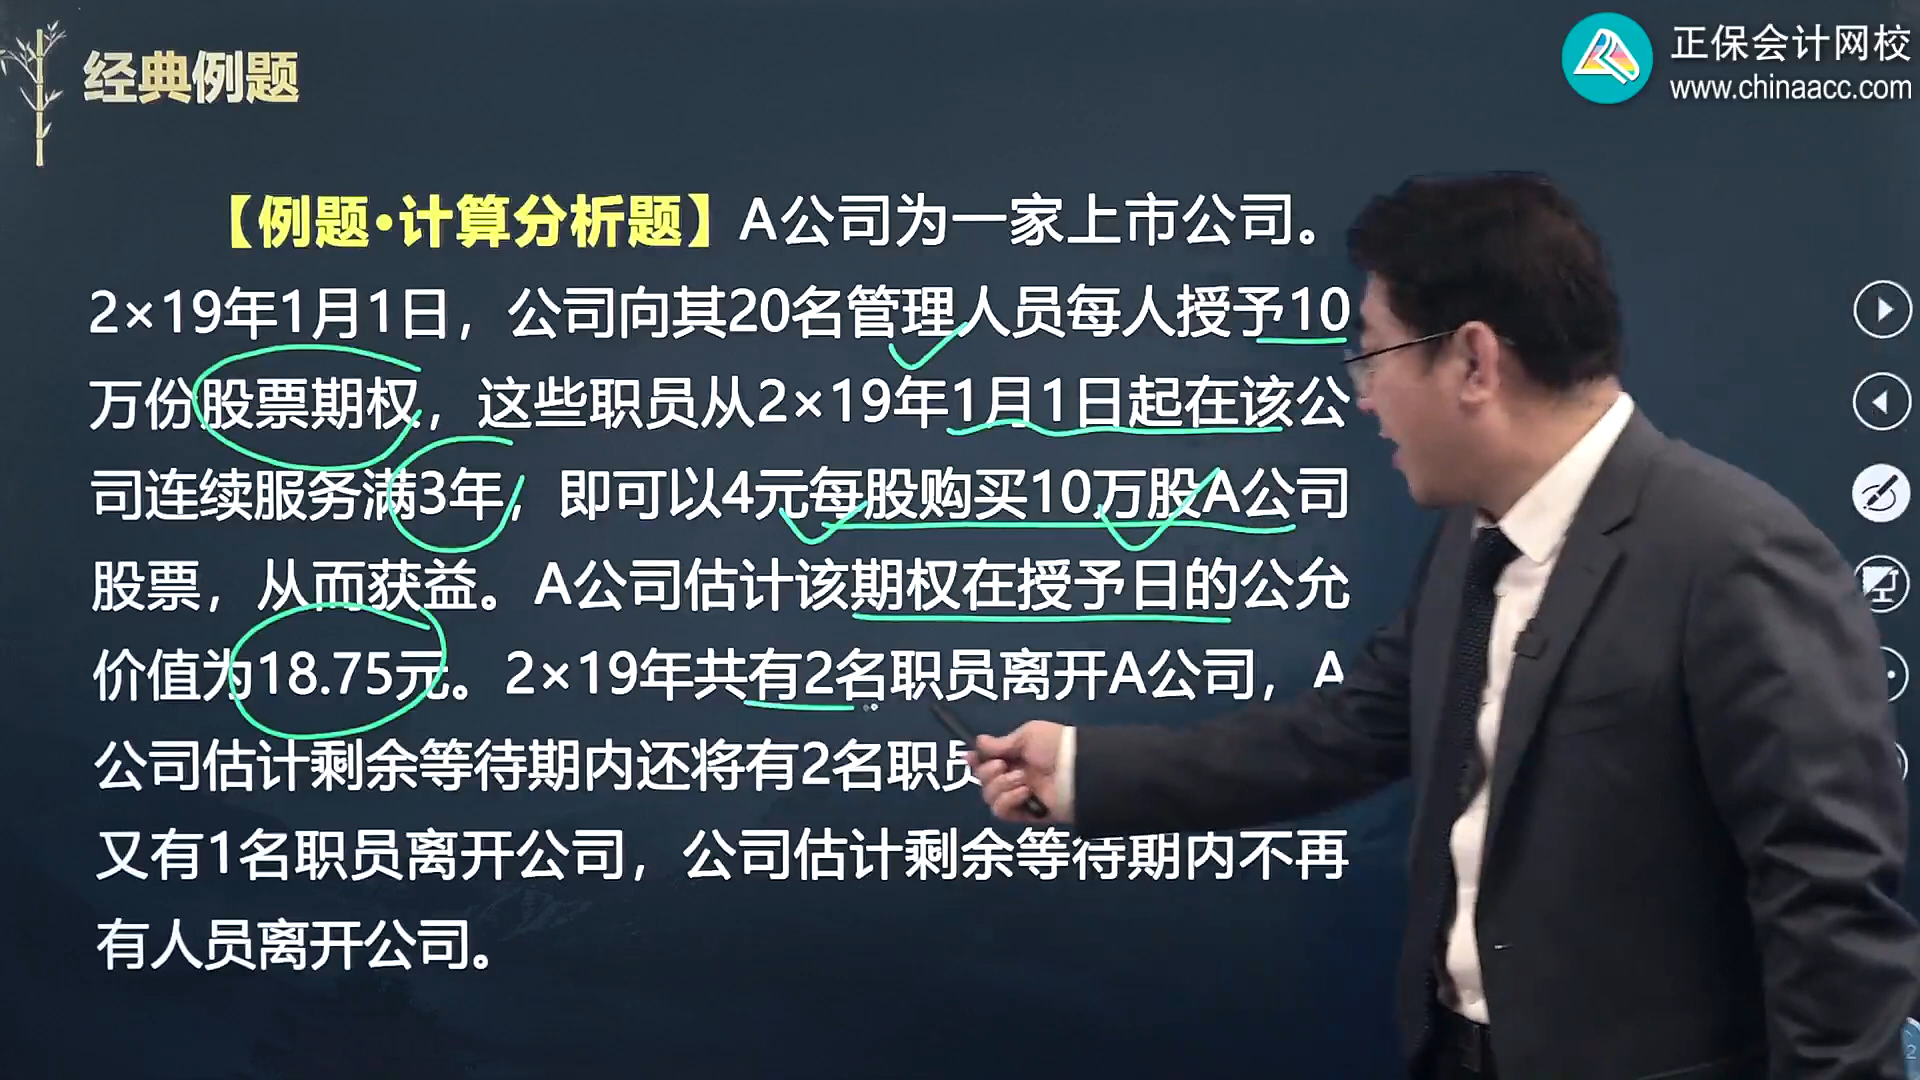 经典例题
正保会计网校
www.chinaacc.com
【例题•计算分析题】A公司为一家上市公司。
2×19年1月1日，公司向其20名管理人员每人授予10
万份股票期权，这些职员从2×19年1月1日起在该公
司连续服务满3年，即可以4元每股购买10万股A公司
股票，从而获益。A公司估计该期权在授予日的公允
价值为18.75元。2×19年共有2名职员离开A公司，A
公司估计剩余等待期内还将有2名职员
又有1名职员离开公司，公司估计剩余等待期内不再
有人员离开公司。